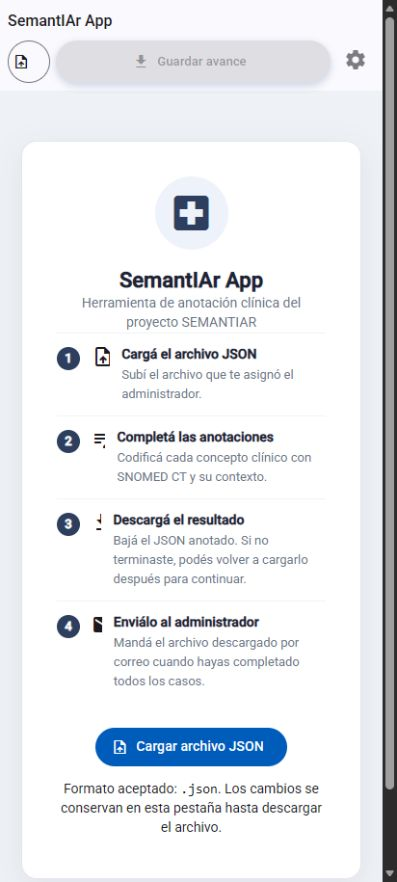 SemantIAr App
Guardar avance
SemantIAr App
Herramienta de anotación clínica del
proyecto SEMANTIAR
1
Cargá el archivo JSON
Subí el archivo que te asignó el
administrador.
2
Completá las anotaciones
Codificá cada concepto clínico con
SNOMED CT y su contexto.
3
Descargá el resultado
Bajá el JSON anotado. Si no
terminaste, podés volver a cargarlo
después para continuar.
4
Enviálo al administrador
Mandá el archivo descargado por
correo cuando hayas completado
todos los casos.
Cargar archivo JSON
Formato aceptado: .json. Los cambios se
conservan en esta pestaña hasta descargar
el archivo.